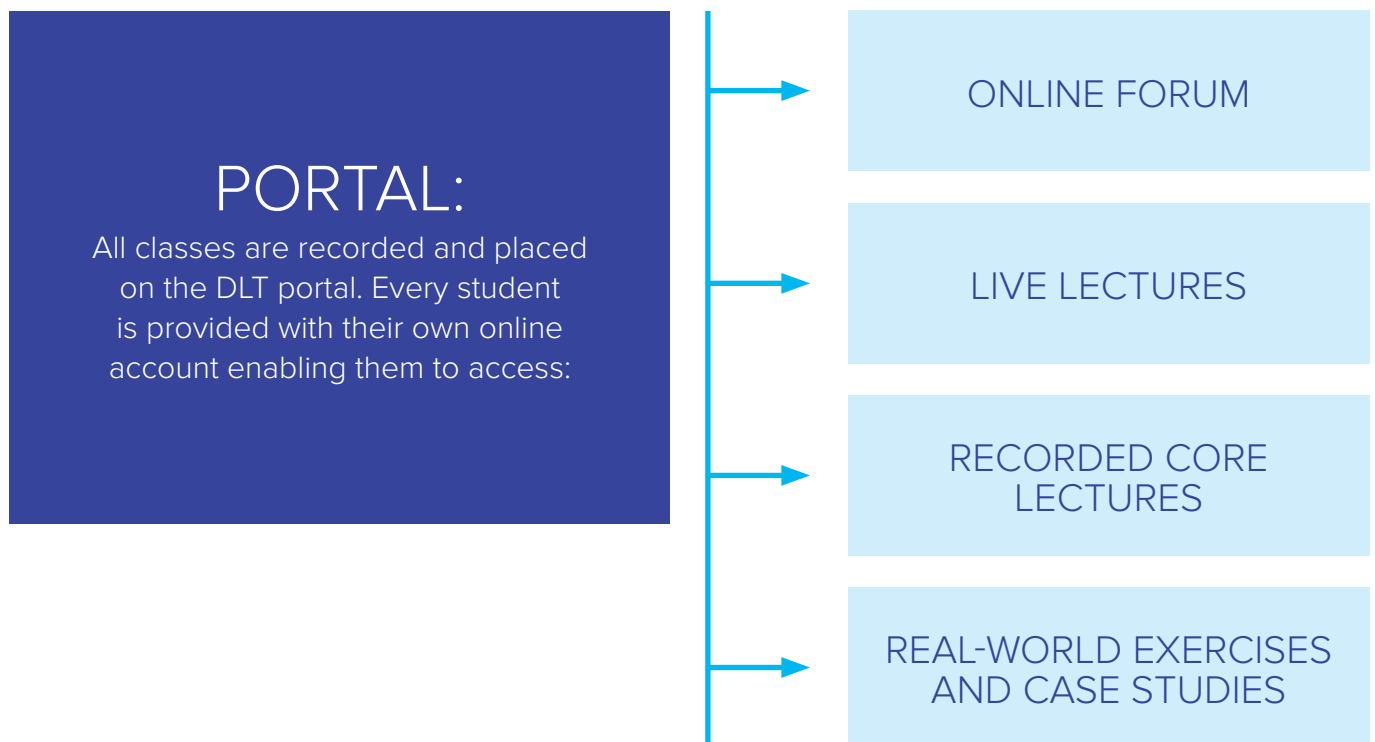 PORTAL:
All classes are recorded and placed
on the DLT portal. Every student
is provided with their own online
account enabling them to access:
ONLINE FORUM
LIVE LECTURES
RECORDED CORE
LECTURES
REAL-WORLD EXERCISES
AND CASE STUDIES